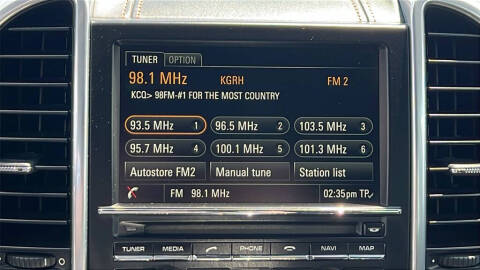 TUNER OPTION
98.1 MHz KGRH FM 2
KCQ> 98FM-#1 FOR THE MOST COUNTRY
93.5 MHz 1 96.5 MHz 2 103.5 MHz 3
95.7 MHz 4 100.1 MHz 5 101.3 MHz 6
Autostore FM2 Manual tune Station list
FM 98.1 MHz 02:35 pm TP✓
TUNER MEDIA PHONE NAVI MAP